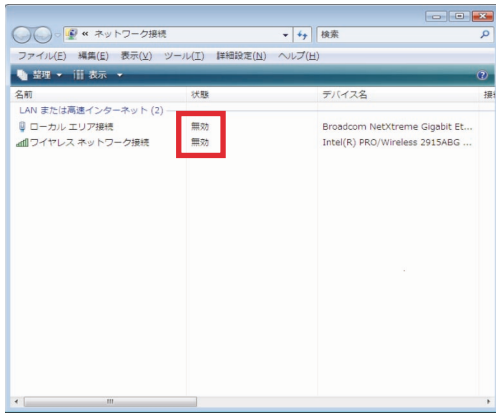 « ネットワーク接続
検索
ファイル(F) 編集(E) 表示(V) ツール(T) 詳細設定(N) ヘルプ(H)
整理 表示
名前 状態 デバイス名 接
LAN または高速インターネット (2)
ローカル エリア接続 無効 Broadcom NetXtreme Gigabit Et...
ワイヤレス ネットワーク接続 無効 Intel(R) PRO/Wireless 2915ABG ...